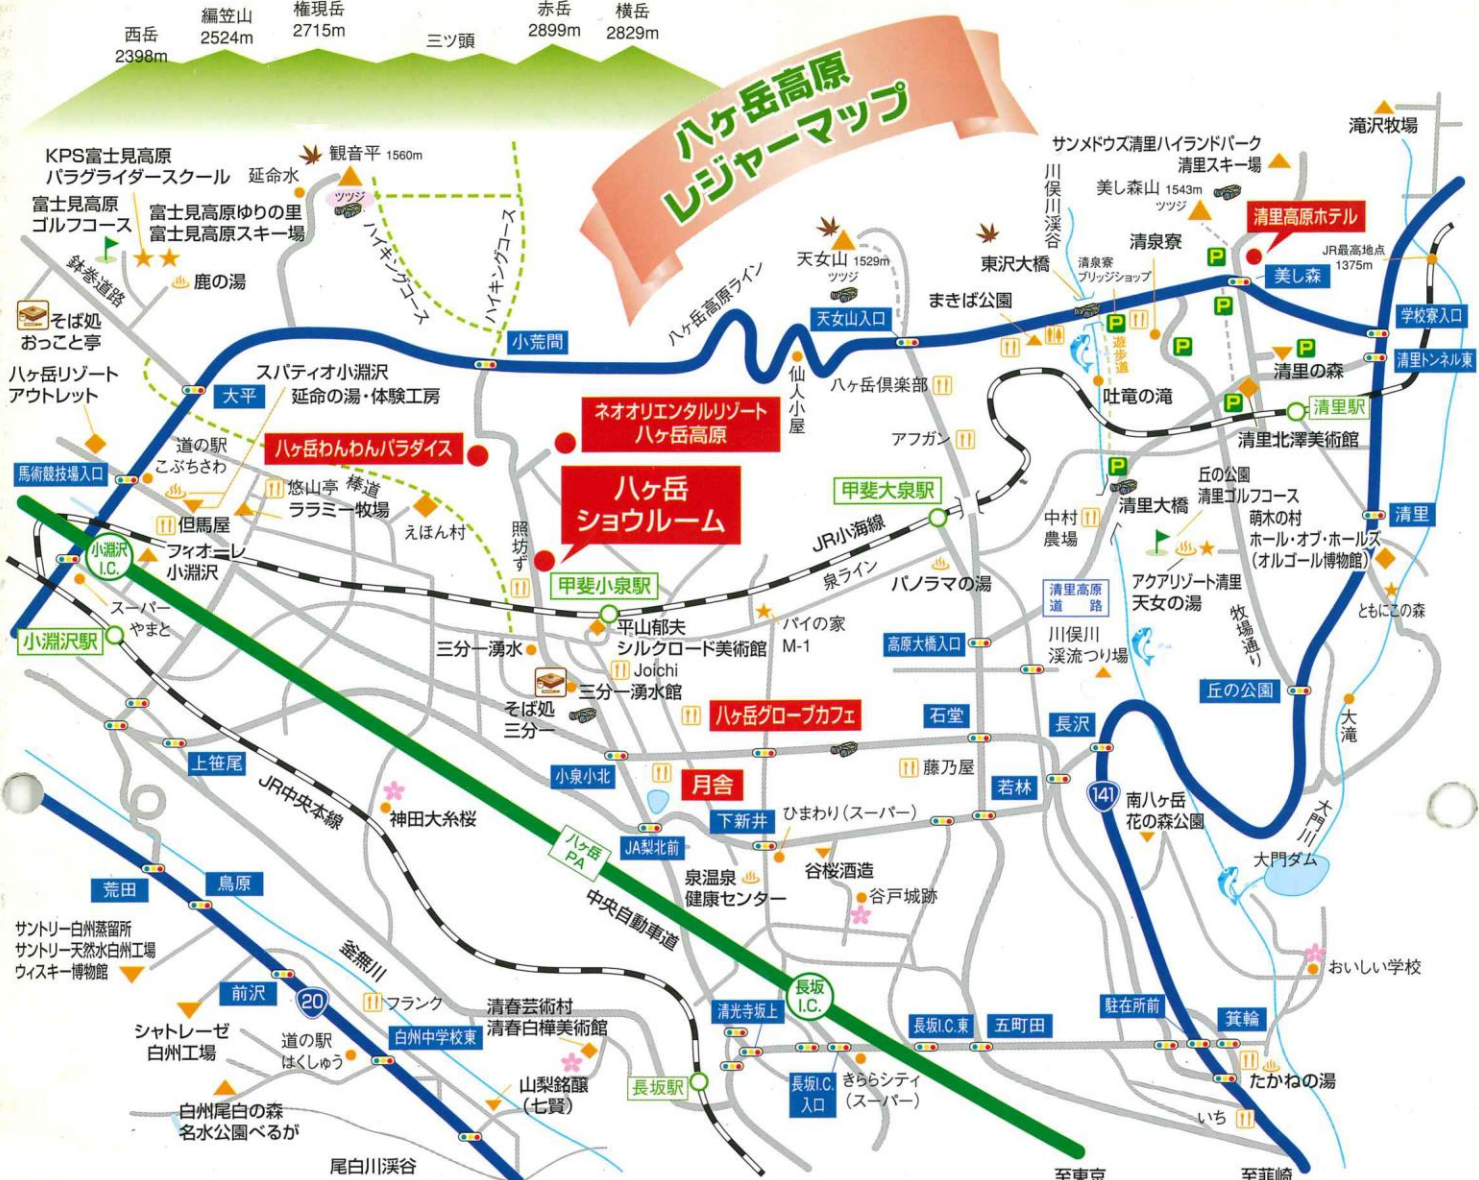 西岳
2398m
編笠山
2524m
権現岳
2715m
三ツ頭
赤岳
2899m
横岳
2829m
八ヶ岳高原
レジャーマップ
滝沢牧場
KPS富士見高原
パラグライダースクール
富士見高原
ゴルフコース
富士見高原ゆりの里
富士見高原スキー場
延命水
観音平 1560m
ツツジ
ハイキングコース
ハイキングコース
鉢巻道路
鹿の湯
そば処
おっこと亭
八ヶ岳リゾート
アウトレット
大平
スパティオ小淵沢
延命の湯・体験工房
小荒間
八ヶ岳高原ライン
仙人小屋
天女山 1529m
ツツジ
天女山入口
サンメドウズ清里ハイランドパーク
清里スキー場
川俣川渓谷
美し森山 1543m
ツツジ
清里高原ホテル
東沢大橋
清泉寮
清泉寮
ブリッジショップ
美し森
JR最高地点
1375m
まきば公園
遊歩道
P
P
P
P
P
P
P
学校寮入口
清里トンネル東
清里の森
吐竜の滝
清里駅
清里北澤美術館
八ヶ岳倶楽部
アフガン
馬術競技場入口
道の駅
こぶちさわ
八ヶ岳わんわんパラダイス
ネオオリエンタルリゾート
八ヶ岳高原
八ヶ岳
ショウルーム
悠山亭
ララミー牧場
棒道
えほん村
但馬屋
フィオーレ
小淵沢
小淵沢
I.C.
スーパー
やまと
小淵沢駅
照坊ず
甲斐小泉駅
甲斐大泉駅
JR小海線
泉ライン
パノラマの湯
中村
農場
清里大橋
丘の公園
清里ゴルフコース
萌木の村
ホール・オブ・ホールズ
(オルゴール博物館)
清里
アクアリゾート清里
天女の湯
ともにこの森
清里高原
道路
牧場通り
川俣川
渓流つり場
平山郁夫
シルクロード美術館
パイの家
M-1
高原大橋入口
三分一湧水
Joichi
三分一湧水館
そば処
三分一
八ヶ岳グローブカフェ
石堂
長沢
丘の公園
大滝
上笹尾
小泉小北
月舎
藤乃屋
若林
141
南八ヶ岳
花の森公園
大門川
大門ダム
JR中央本線
神田大糸桜
八ヶ岳
PA
JA梨北前
下新井
ひまわり(スーパー)
泉温泉
健康センター
谷桜酒造
谷戸城跡
中央自動車道
荒田
鳥原
サントリー白州蒸留所
サントリー天然水白州工場
ウィスキー博物館
釜無川
前沢
20
フランク
シャトレーゼ
白州工場
道の駅
はくしゅう
白州中学校東
清春芸術村
清春白樺美術館
清光寺坂上
長坂
I.C.
長坂I.C.東
五町田
駐在所前
箕輪
おいしい学校
白州尾白の森
名水公園べるが
山梨銘醸
(七賢)
長坂駅
長坂I.C.
入口
きららシティ
(スーパー)
たかねの湯
いち
尾白川渓谷
至東京
至韮崎